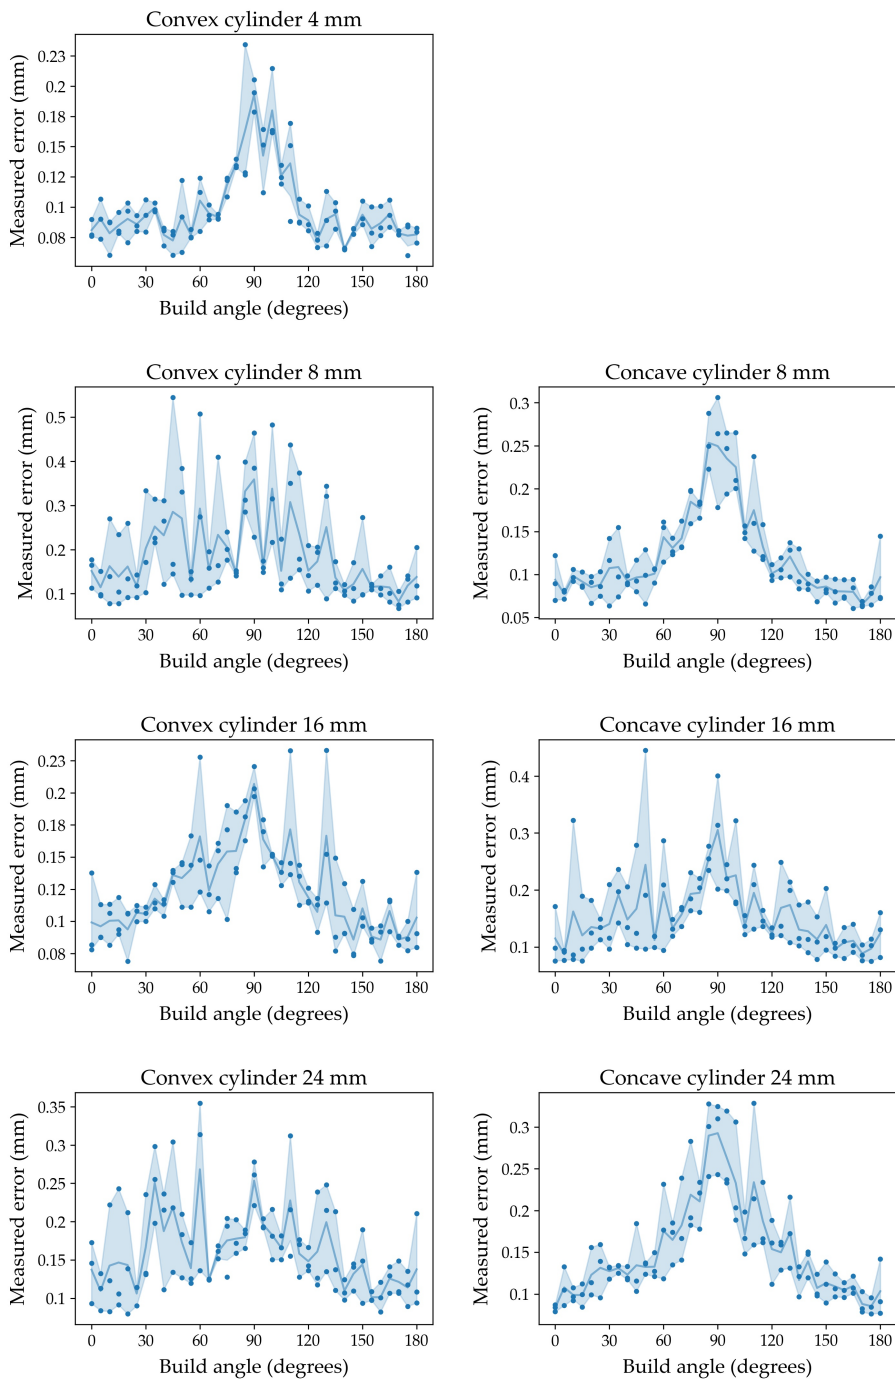 Convex cylinder 4 mm
Measured error (mm)
0.23
0.2
0.18
0.15
0.12
0.1
0.08
0 30 60 90 120 150 180
Build angle (degrees)
Convex cylinder 8 mm
Measured error (mm)
0.5
0.4
0.3
0.2
0.1
0 30 60 90 120 150 180
Build angle (degrees)
Concave cylinder 8 mm
Measured error (mm)
0.3
0.25
0.2
0.15
0.1
0.05
0 30 60 90 120 150 180
Build angle (degrees)
Convex cylinder 16 mm
Measured error (mm)
0.23
0.2
0.18
0.15
0.12
0.1
0.08
0 30 60 90 120 150 180
Build angle (degrees)
Concave cylinder 16 mm
Measured error (mm)
0.4
0.3
0.2
0.1
0 30 60 90 120 150 180
Build angle (degrees)
Convex cylinder 24 mm
Measured error (mm)
0.35
0.3
0.25
0.2
0.15
0.1
0 30 60 90 120 150 180
Build angle (degrees)
Concave cylinder 24 mm
Measured error (mm)
0.3
0.25
0.2
0.15
0.1
0 30 60 90 120 150 180
Build angle (degrees)